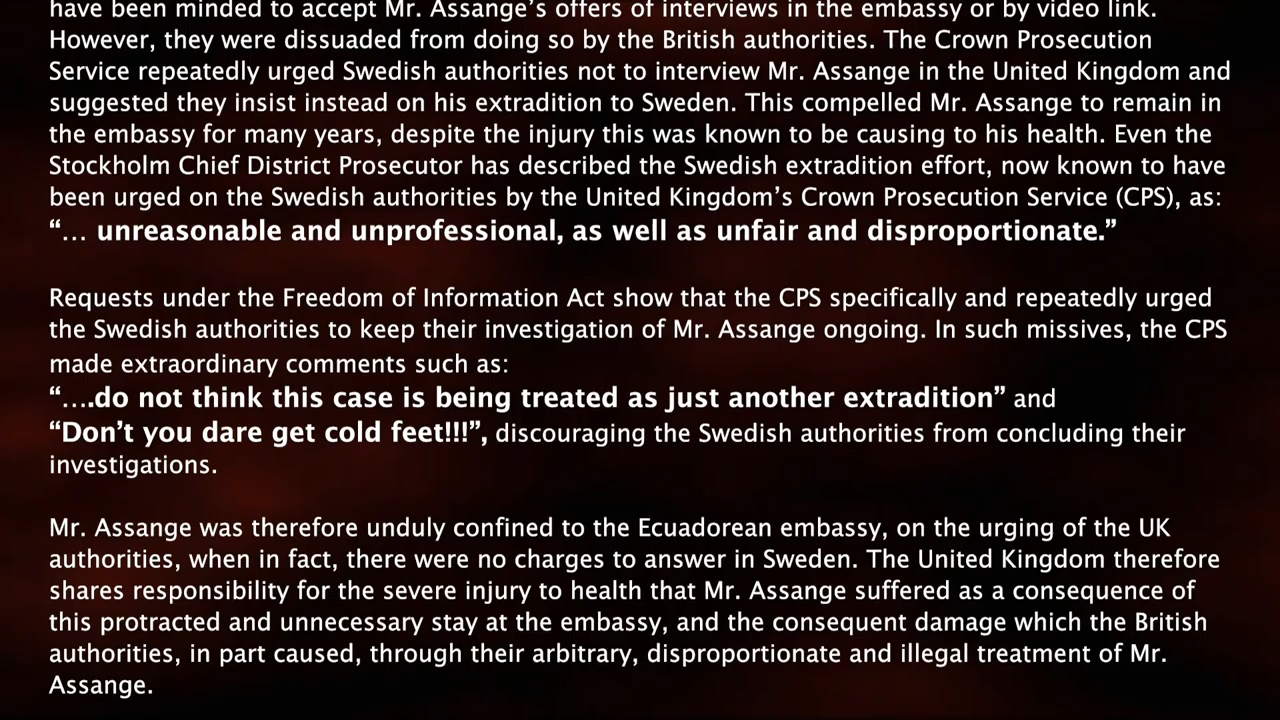 have been minded to accept Mr. Assange's offers of interviews in the embassy or by video link.
However, they were dissuaded from doing so by the British authorities. The Crown Prosecution
Service repeatedly urged Swedish authorities not to interview Mr. Assange in the United Kingdom and
suggested they insist instead on his extradition to Sweden. This compelled Mr. Assange to remain in
the embassy for many years, despite the injury this was known to be causing to his health. Even the
Stockholm Chief District Prosecutor has described the Swedish extradition effort, now known to have
been urged on the Swedish authorities by the United Kingdom's Crown Prosecution Service (CPS), as:
“… unreasonable and unprofessional, as well as unfair and disproportionate.”
Requests under the Freedom of Information Act show that the CPS specifically and repeatedly urged
the Swedish authorities to keep their investigation of Mr. Assange ongoing. In such missives, the CPS
made extraordinary comments such as:
“….do not think this case is being treated as just another extradition” and
“Don't you dare get cold feet!!!”, discouraging the Swedish authorities from concluding their
investigations.
Mr. Assange was therefore unduly confined to the Ecuadorean embassy, on the urging of the UK
authorities, when in fact, there were no charges to answer in Sweden. The United Kingdom therefore
shares responsibility for the severe injury to health that Mr. Assange suffered as a consequence of
this protracted and unnecessary stay at the embassy, and the consequent damage which the British
authorities, in part caused, through their arbitrary, disproportionate and illegal treatment of Mr.
Assange.